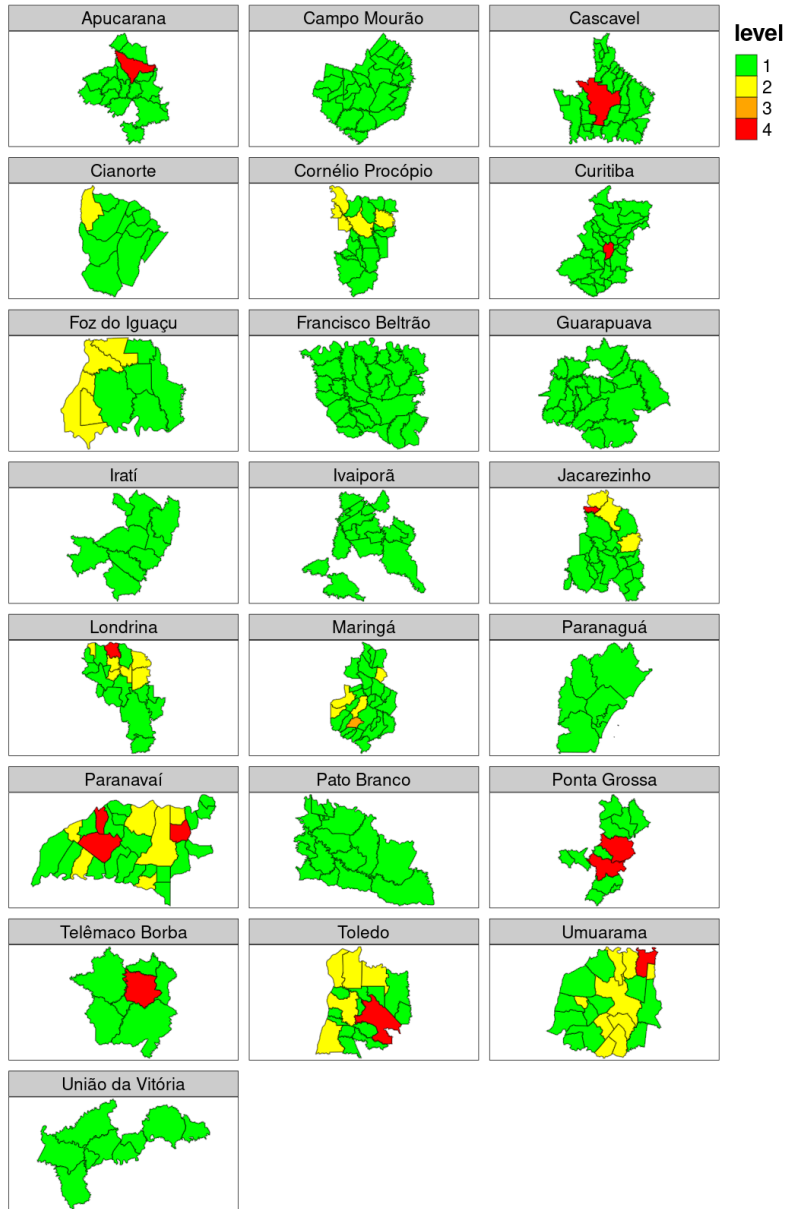 Apucarana
Campo Mourão
Cascavel
level
1
2
3
4
Cianorte
Cornélio Procópio
Curitiba
Foz do Iguaçu
Francisco Beltrão
Guarapuava
Iratí
Ivaiporã
Jacarezinho
Londrina
Maringá
Paranaguá
Paranavaí
Pato Branco
Ponta Grossa
Telêmaco Borba
Toledo
Umuarama
União da Vitória